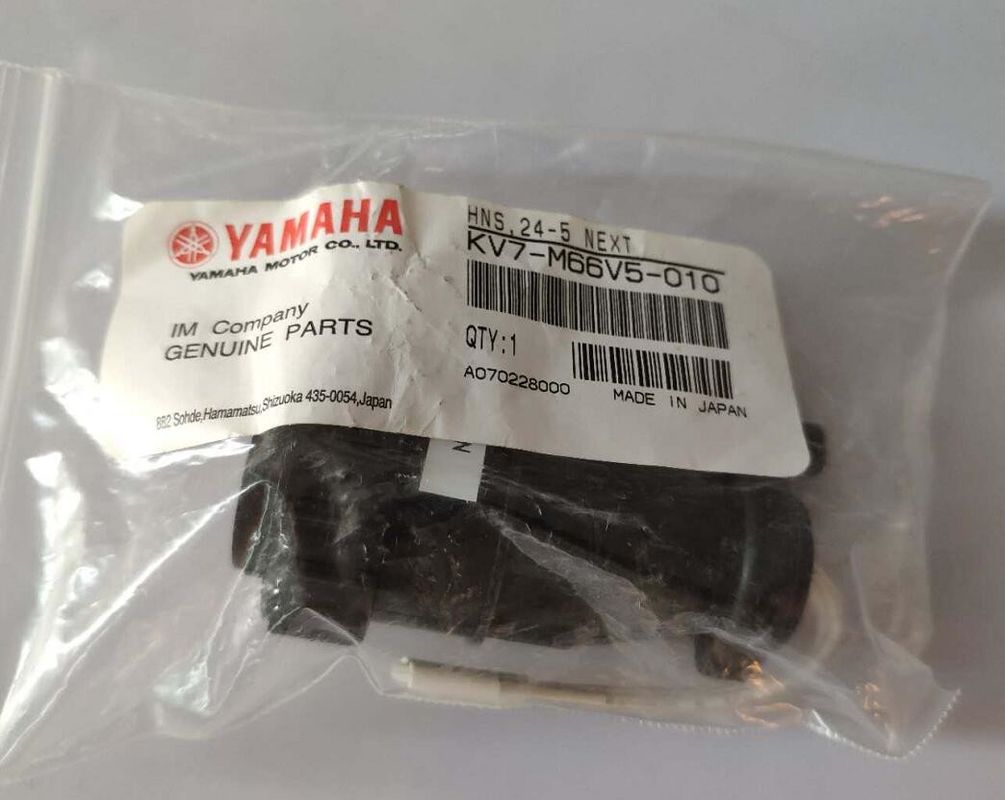 YAMAHA
YAMAHA MOTOR CO., LTD.
IM Company
GENUINE PARTS
882 Sohde,Hamamatsu,Shizuoka 435-0054,Japan
HNS,24-5 NEXT
KV7-M66V5-010
QTY:1
A070228000
MADE IN JAPAN
N